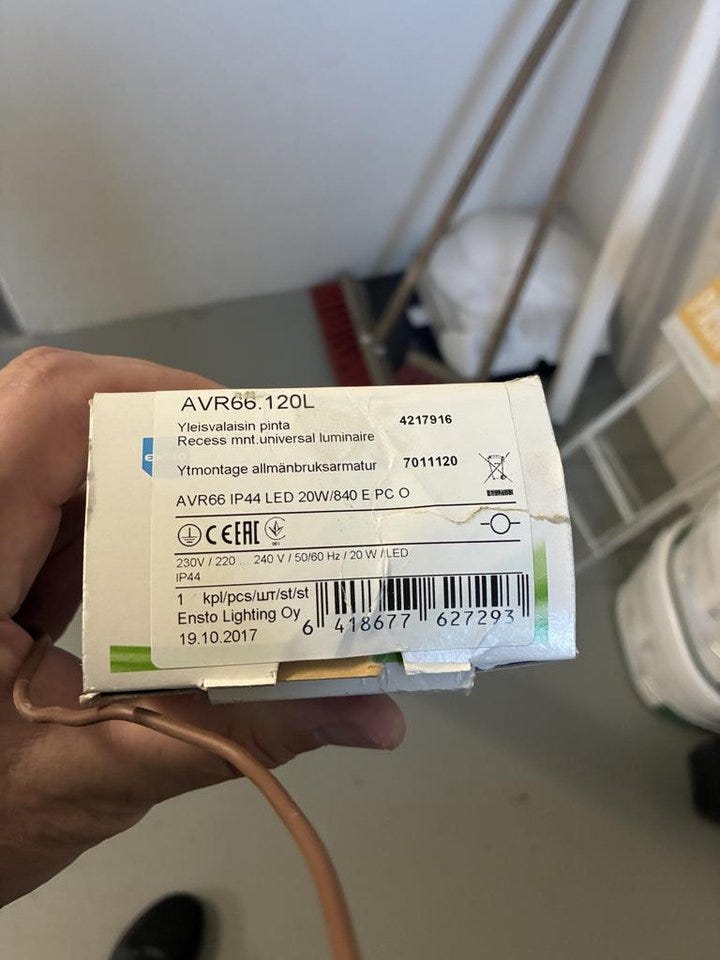 AVR66.120L
Yleisvalaisin pinta 4217916
Recess mnt.universal luminaire
Ytmontage allmänbruksarmatur 7011120
AVR66 IP44 LED 20W/840 E PC O
CE EAC
230V / 220 ... 240 V / 50/60 Hz / 20 W / LED
IP44
1 kpl/pcs/шт/st/st
Ensto Lighting Oy
19.10.2017
6 418677 627293